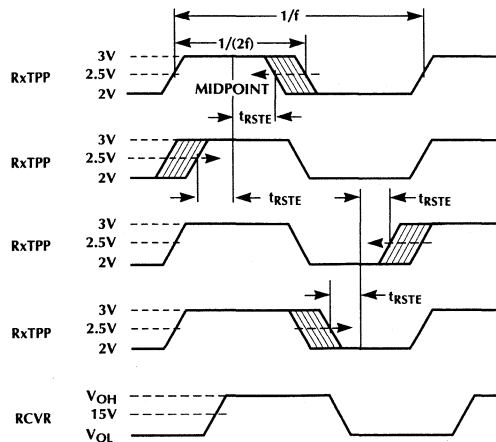 1/f
1/(2f)
3V
RxTPP 2.5V
2V
MIDPOINT
tRSTE
3V
RxTPP 2.5V
2V
tRSTE
tRSTE
3V
RxTPP 2.5V
2V
tRSTE
3V
RxTPP 2.5V
2V
VOH
RCVR 15V
VOL